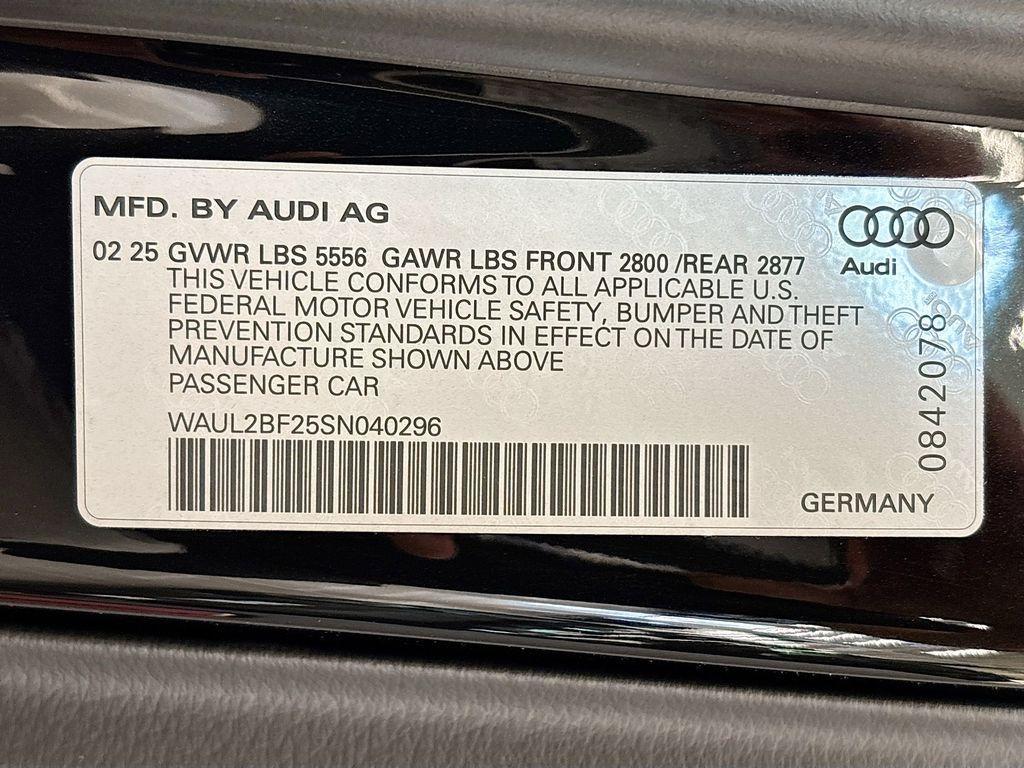 MFD. BY AUDI AG
02 25 GVWR LBS 5556 GAWR LBS FRONT 2800 /REAR 2877
THIS VEHICLE CONFORMS TO ALL APPLICABLE U.S.
FEDERAL MOTOR VEHICLE SAFETY, BUMPER AND THEFT
PREVENTION STANDARDS IN EFFECT ON THE DATE OF
MANUFACTURE SHOWN ABOVE
PASSENGER CAR
WAUL2BF25SN040296
Audi
0842078
GERMANY